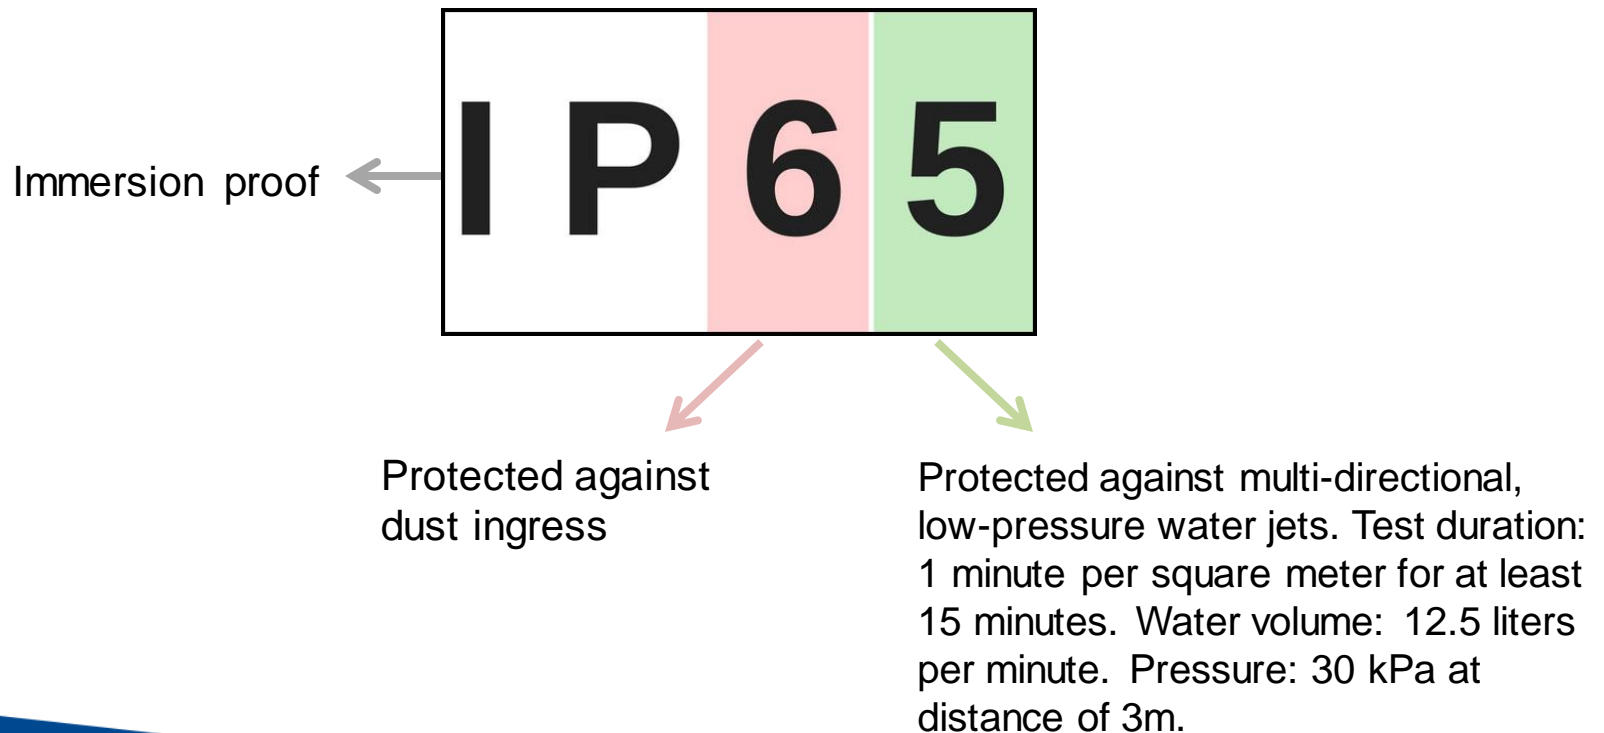 IP65
Immersion proof
Protected against
dust ingress
Protected against multi-directional,
low-pressure water jets. Test duration:
1 minute per square meter for at least
15 minutes. Water volume: 12.5 liters
per minute. Pressure: 30 kPa at
distance of 3m.